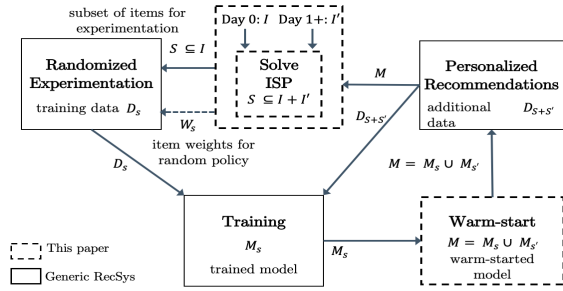 subset of items for
experimentation
S ⊆ I
Day 0: I Day 1+: I′
Randomized
Experimentation
training data D_s
Solve
ISP
S ⊆ I + I′
M
Personalized
Recommendations
additional
data
D_{S+S′}
W_s
item weights for
random policy
D_{S+S′}
D_s
M = M_s ∪ M_{s′}
Training
M_s
trained model
M_s
Warm-start
M = M_s ∪ M_{s′}
warm-started
model
This paper
Generic RecSys